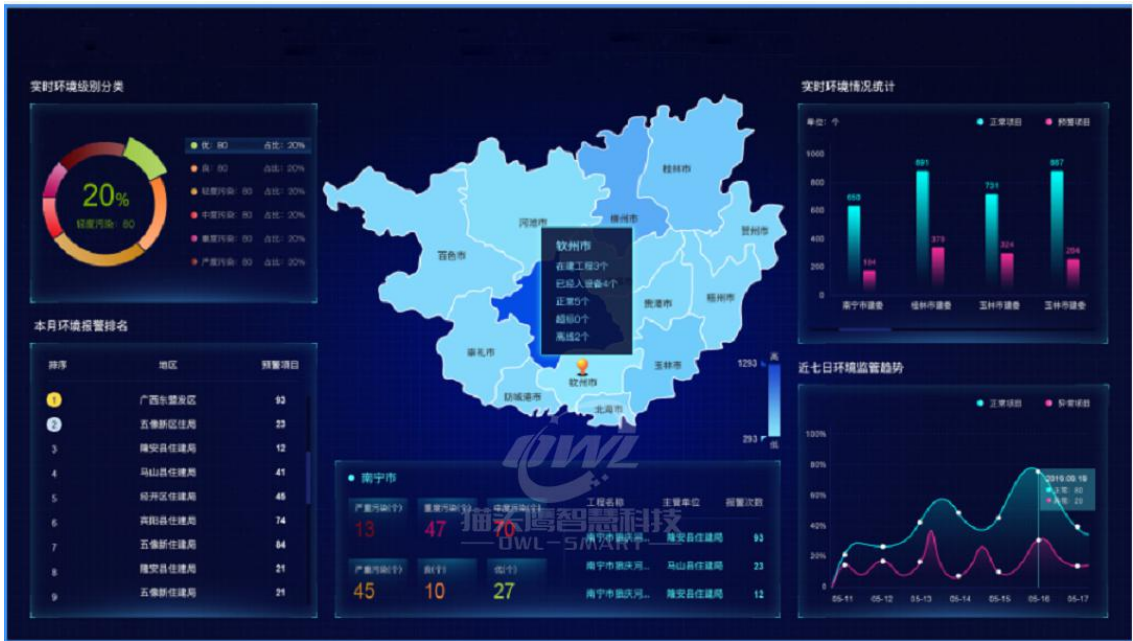 实时环境级别分类
优: 80 占比: 20%
良: 80 占比: 20%
轻度污染: 80 占比: 20%
中度污染: 80 占比: 20%
重度污染: 80 占比: 20%
严重污染: 80 占比: 20%
20%
轻度污染: 80
本月环境报警排名
排序 地区 预警项目
1 广西东盟发区 93
2 五像新区住局 23
3 隆安县住建局 12
4 马山县住建局 41
5 经开区住建局 45
6 宾阳县住建局 74
7 五像新住建局 84
8 隆安县住建局 21
9 五像新住建局 21
桂林市
河池市
柳州市
贺州市
百色市
贵港市
梧州市
崇礼市
玉林市
钦州市
防城港市
北海市
钦州市
在建工程3个
已经入设备4个
正常5个
超标0个
离线2个
1293 高
293 低
南宁市
严重污染(个)
13
重度污染(个)
47
中度污染(个)
70
严重污染(个)
45
良(个)
10
优(个)
27
工程名称 主管单位 报警次数
隆安县住建局 93
马山县住建局 23
隆安县住建局 12
OWL
猫头鹰智慧科技
OWL-SMART
实时环境情况统计
单位: 个
正常项目 预警项目
1000
800
600
400
200
0
891
731
887
373
324
264
南宁市建委 桂林市建委 玉林市建委 玉林市建委
近七日环境监管趋势
正常项目 异常项目
100%
80%
60%
40%
20%
0
2019.09.19
正常: 80
05-11 05-12 05-13 05-14 05-15 05-16 05-17